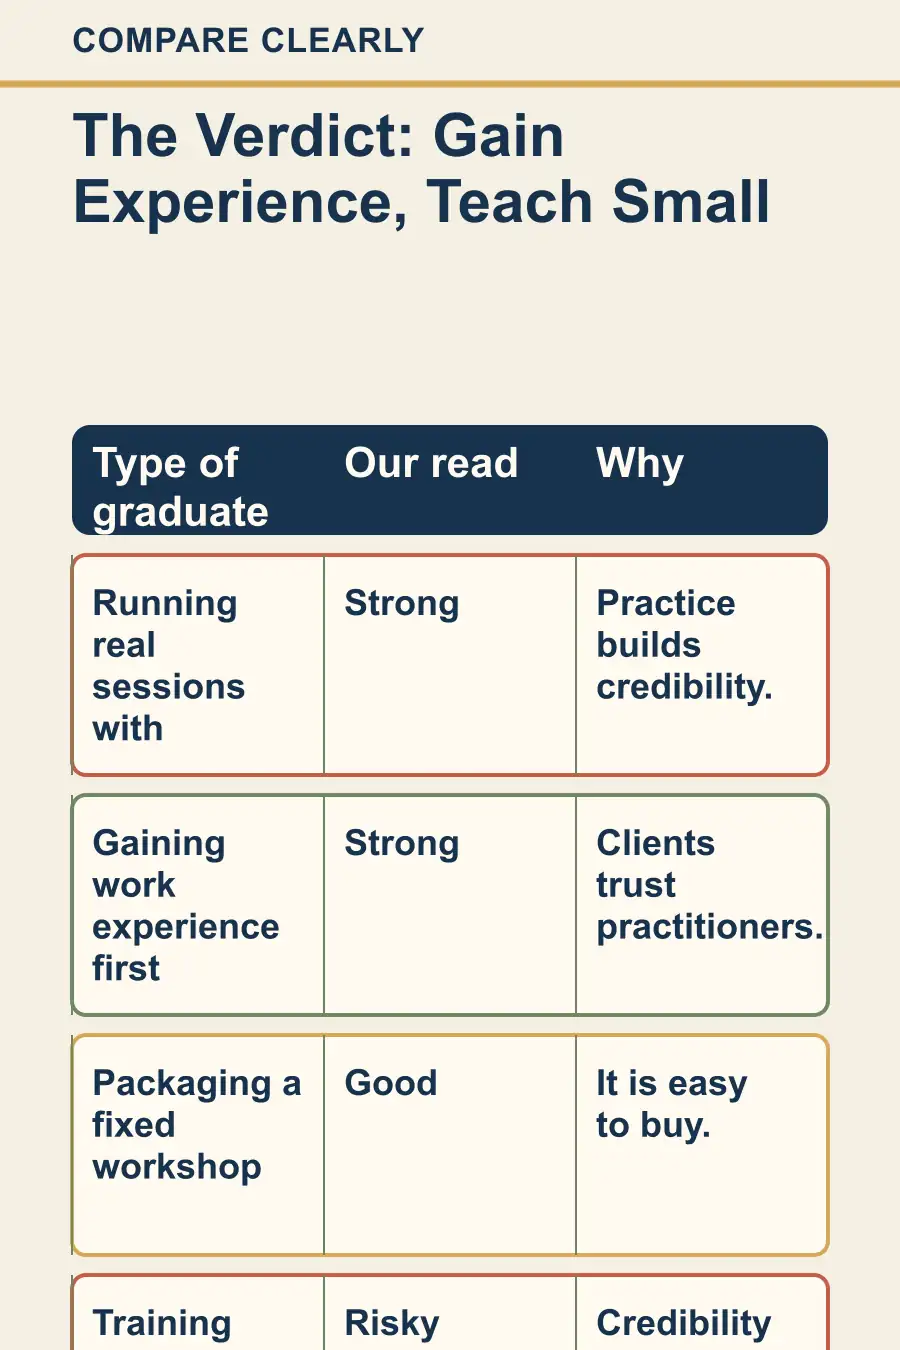 COMPARE CLEARLY
The Verdict: Gain
Experience, Teach Small
Type of
graduate
Our read
Why
Running
real
sessions
with
Strong
Practice
builds
credibility.
Gaining
work
experience
first
Strong
Clients
trust
practitioners.
Packaging a
fixed
workshop
Good
It is easy
to buy.
Training
Risky
Credibility